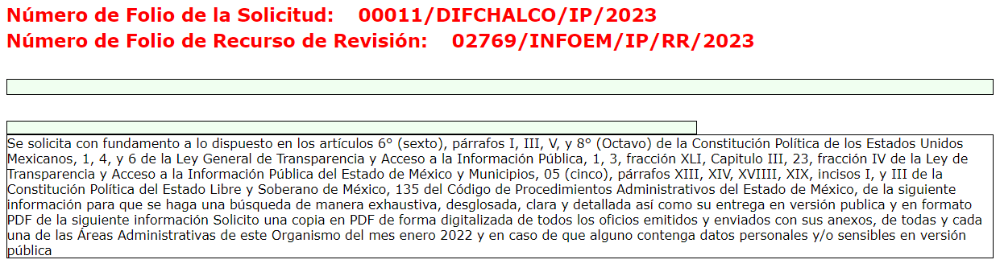 Número de Folio de la Solicitud: 00011/DIFCHALCO/IP/2023
Número de Folio de Recurso de Revisión: 02769/INFOEM/IP/RR/2023
Se solicita con fundamento a lo dispuesto en los artículos 6° (sexto), párrafos I, III, V, y 8° (Octavo) de la Constitución Política de los Estados Unidos
Mexicanos, 1, 4, y 6 de la Ley General de Transparencia y Acceso a la Información Pública, 1, 3, fracción XLI, Capitulo III, 23, fracción IV de la Ley de
Transparencia y Acceso a la Información Pública del Estado de México y Municipios, 05 (cinco), párrafos XIII, XIV, XVIIII, XIX, incisos I, y III de la
Constitución Política del Estado Libre y Soberano de México, 135 del Código de Procedimientos Administrativos del Estado de México, de la siguiente
información para que se haga una búsqueda de manera exhaustiva, desglosada, clara y detallada así como su entrega en versión publica y en formato
PDF de la siguiente información Solicito una copia en PDF de forma digitalizada de todos los oficios emitidos y enviados con sus anexos, de todas y cada
una de las Áreas Administrativas de este Organismo del mes enero 2022 y en caso de que alguno contenga datos personales y/o sensibles en versión
pública